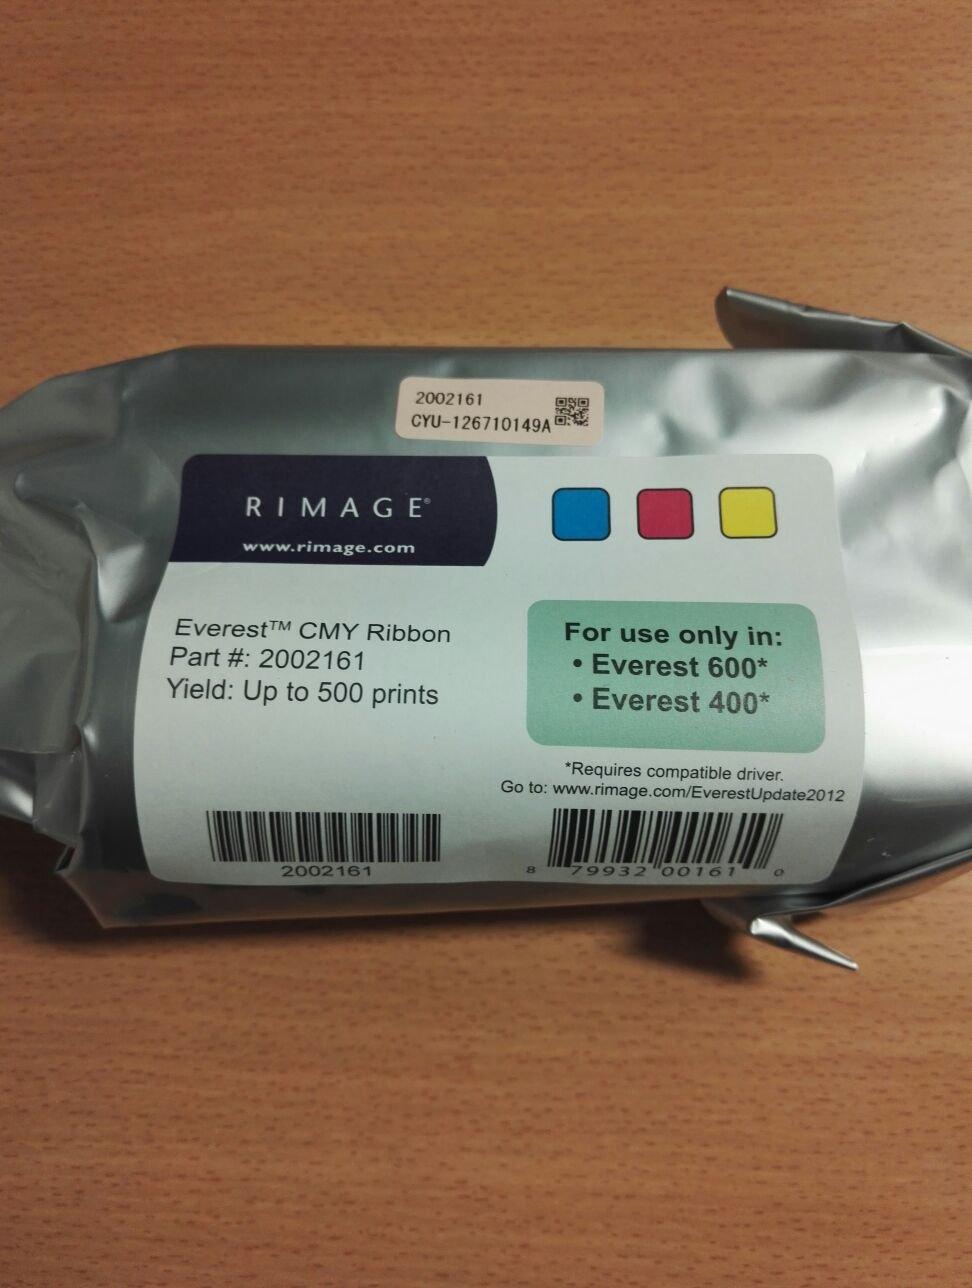 2002161
CYU-126710149A
RIMAGE®
www.rimage.com
Everest™ CMY Ribbon
Part #: 2002161
Yield: Up to 500 prints
For use only in:
• Everest 600*
• Everest 400*
*Requires compatible driver.
Go to: www.rimage.com/EverestUpdate2012
2002161
8 79932 00161 0